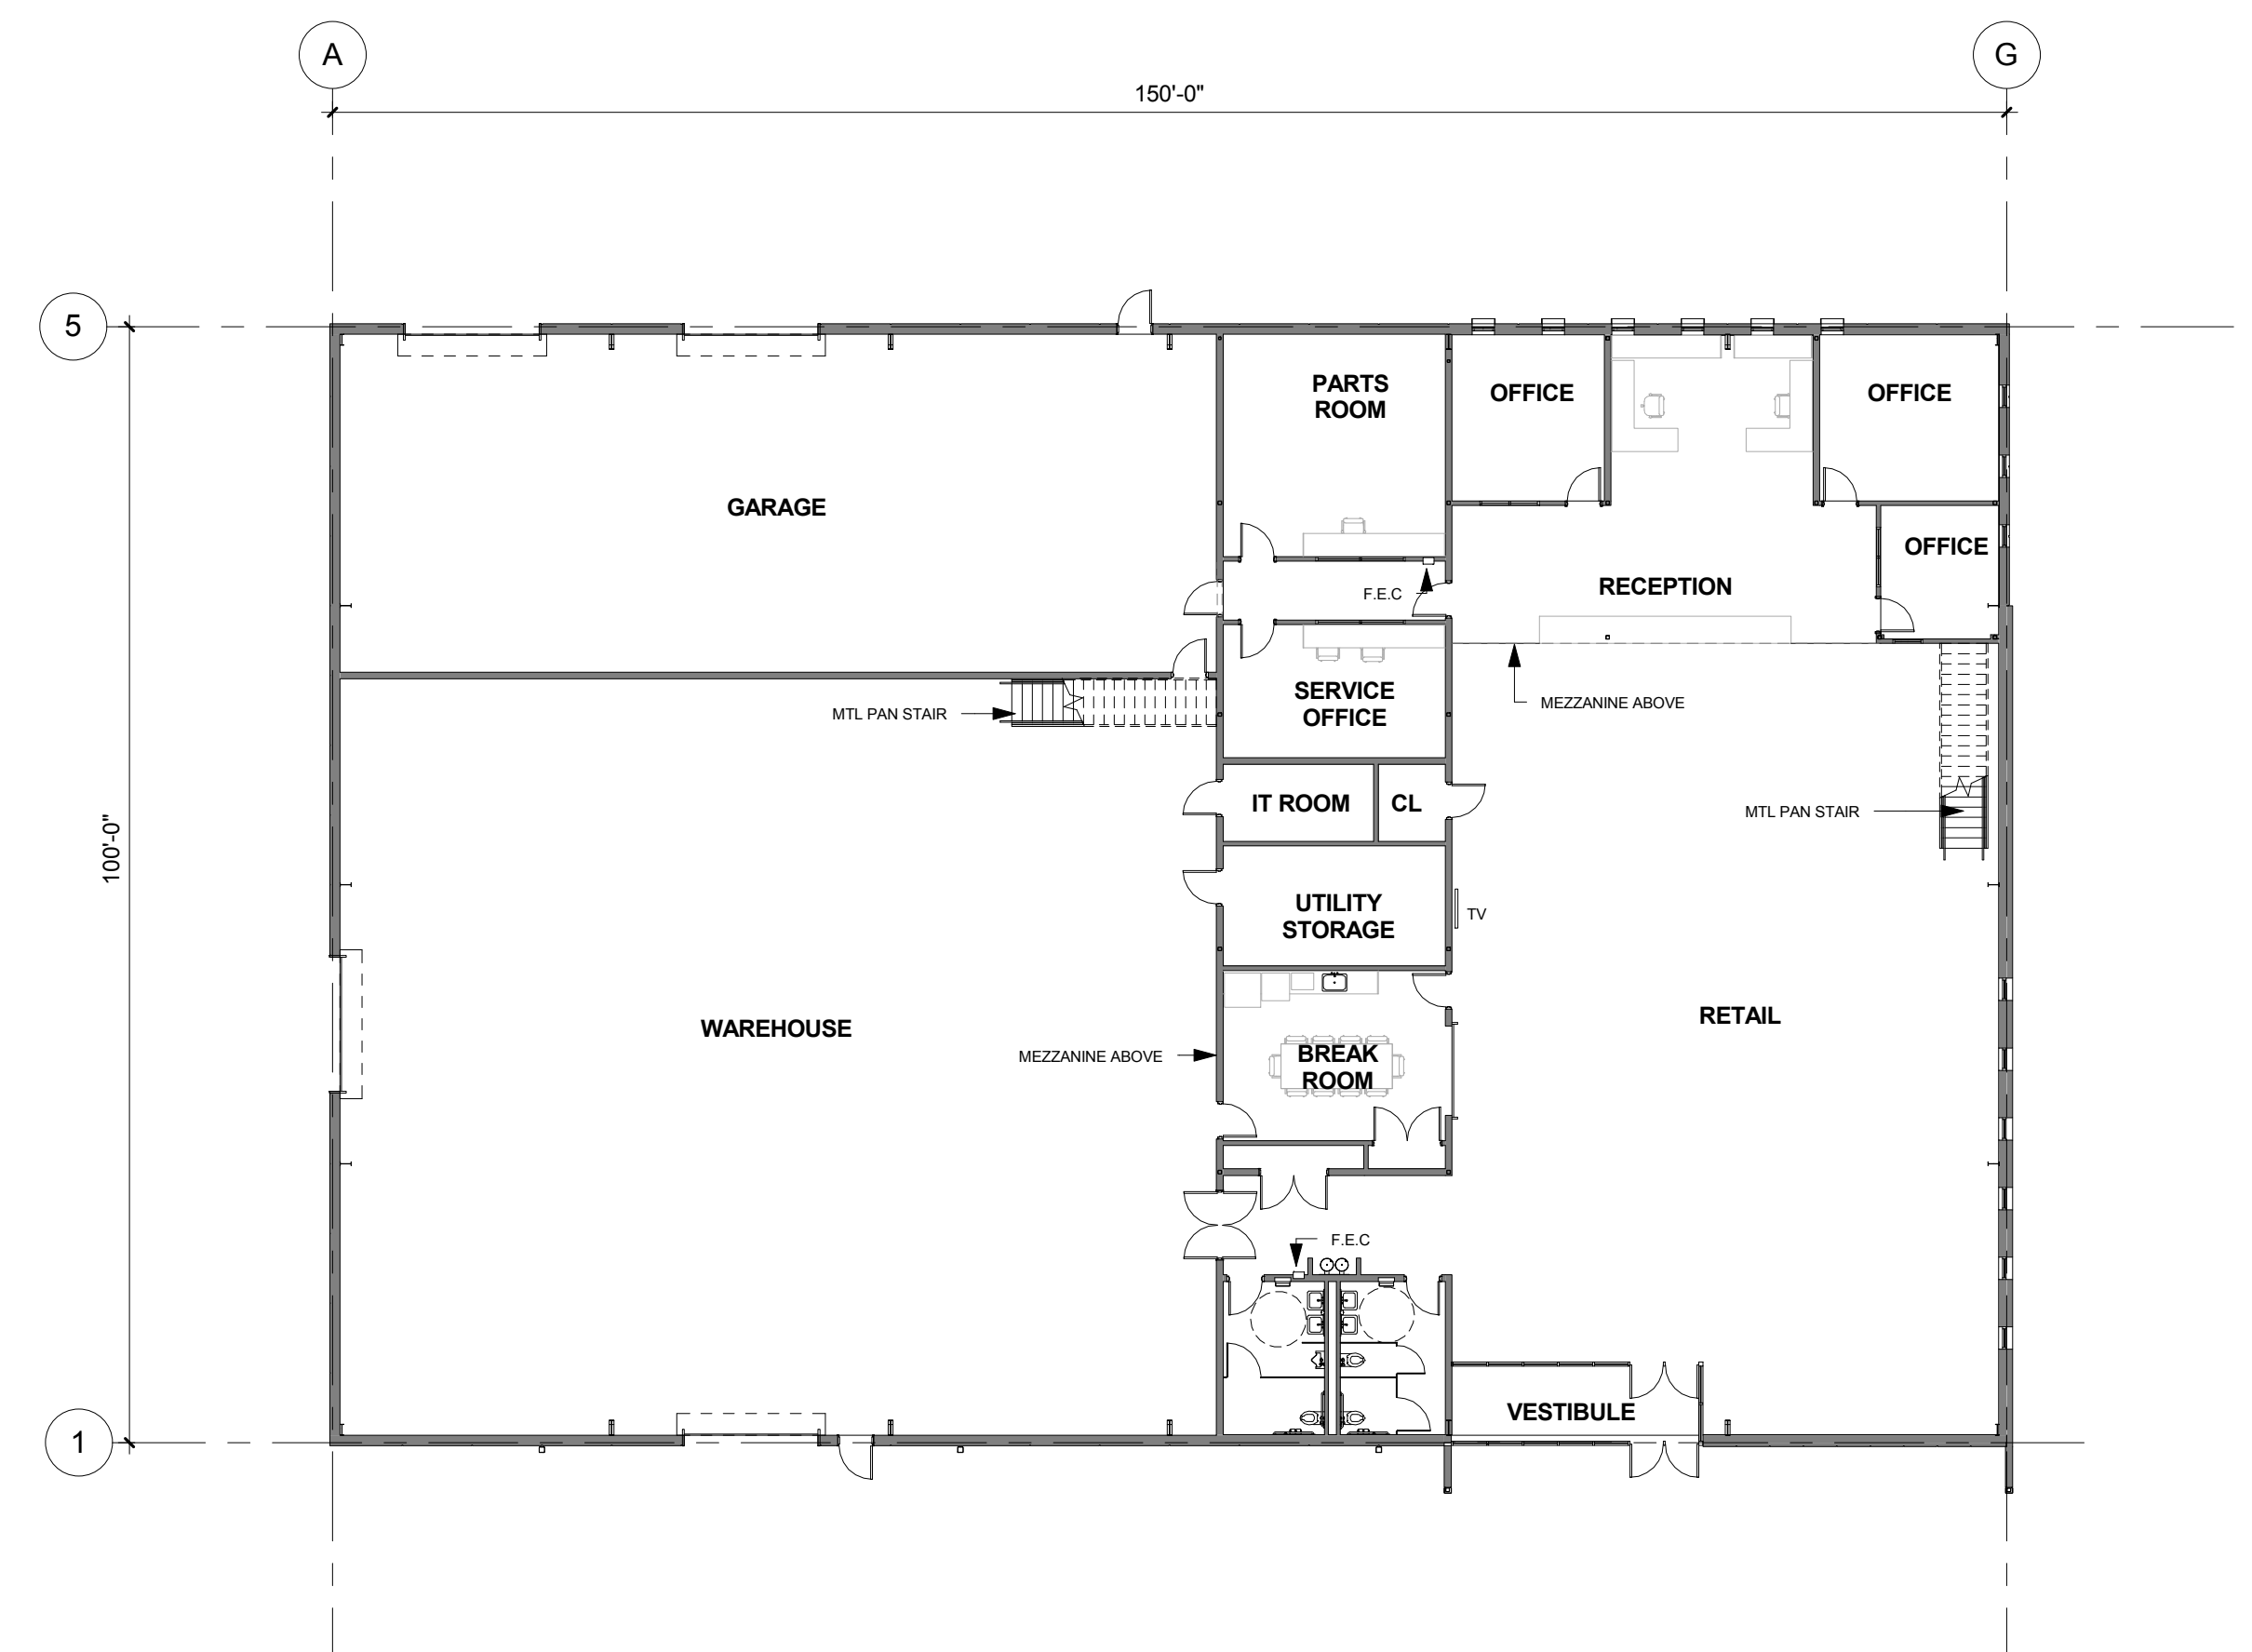 A
G
150'-0"
5
PARTS
ROOM
OFFICE
OFFICE
GARAGE
OFFICE
RECEPTION
F.E.C
SERVICE
OFFICE
MTL PAN STAIR
MEZZANINE ABOVE
IT ROOM
CL
MTL PAN STAIR
100'-0"
UTILITY
STORAGE
TV
WAREHOUSE
RETAIL
MEZZANINE ABOVE
BREAK
ROOM
F.E.C
VESTIBULE
1